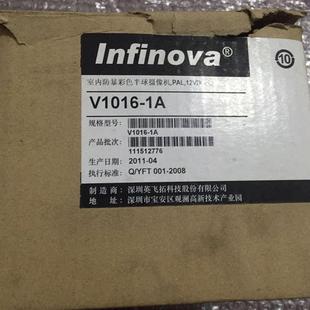 Infinova®
10
室内防暴彩色半球摄像机,PAL,12V
V1016-1A
规格型号:
V1016-1A
产品批次:
111512776
生产日期: 2011-04
执行标准: Q/YFT 001-2008
制造商: 深圳英飞拓科技股份有限公司
深圳市宝安区观澜高新技术产业园